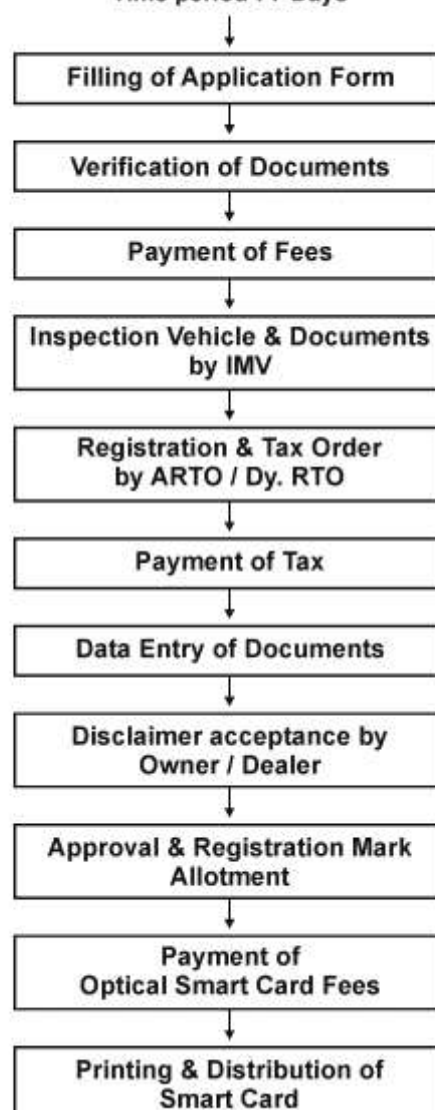 Time period : 1 Days
Filling of Application Form
Verification of Documents
Payment of Fees
Inspection Vehicle & Documents
by IMV
Registration & Tax Order
by ARTO / Dy. RTO
Payment of Tax
Data Entry of Documents
Disclaimer acceptance by
Owner / Dealer
Approval & Registration Mark
Allotment
Payment of
Optical Smart Card Fees
Printing & Distribution of
Smart Card